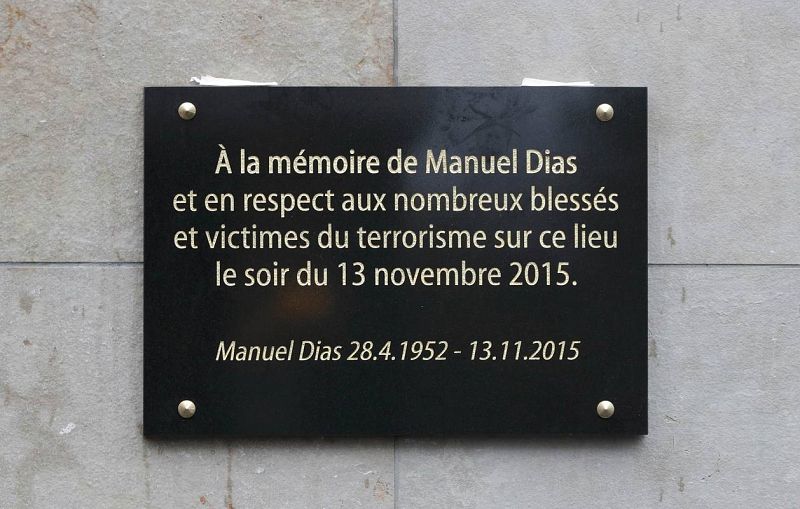 À la mémoire de Manuel Dias
et en respect aux nombreux blessés
et victimes du terrorisme sur ce lieu
le soir du 13 novembre 2015.
Manuel Dias 28.4.1952 - 13.11.2015